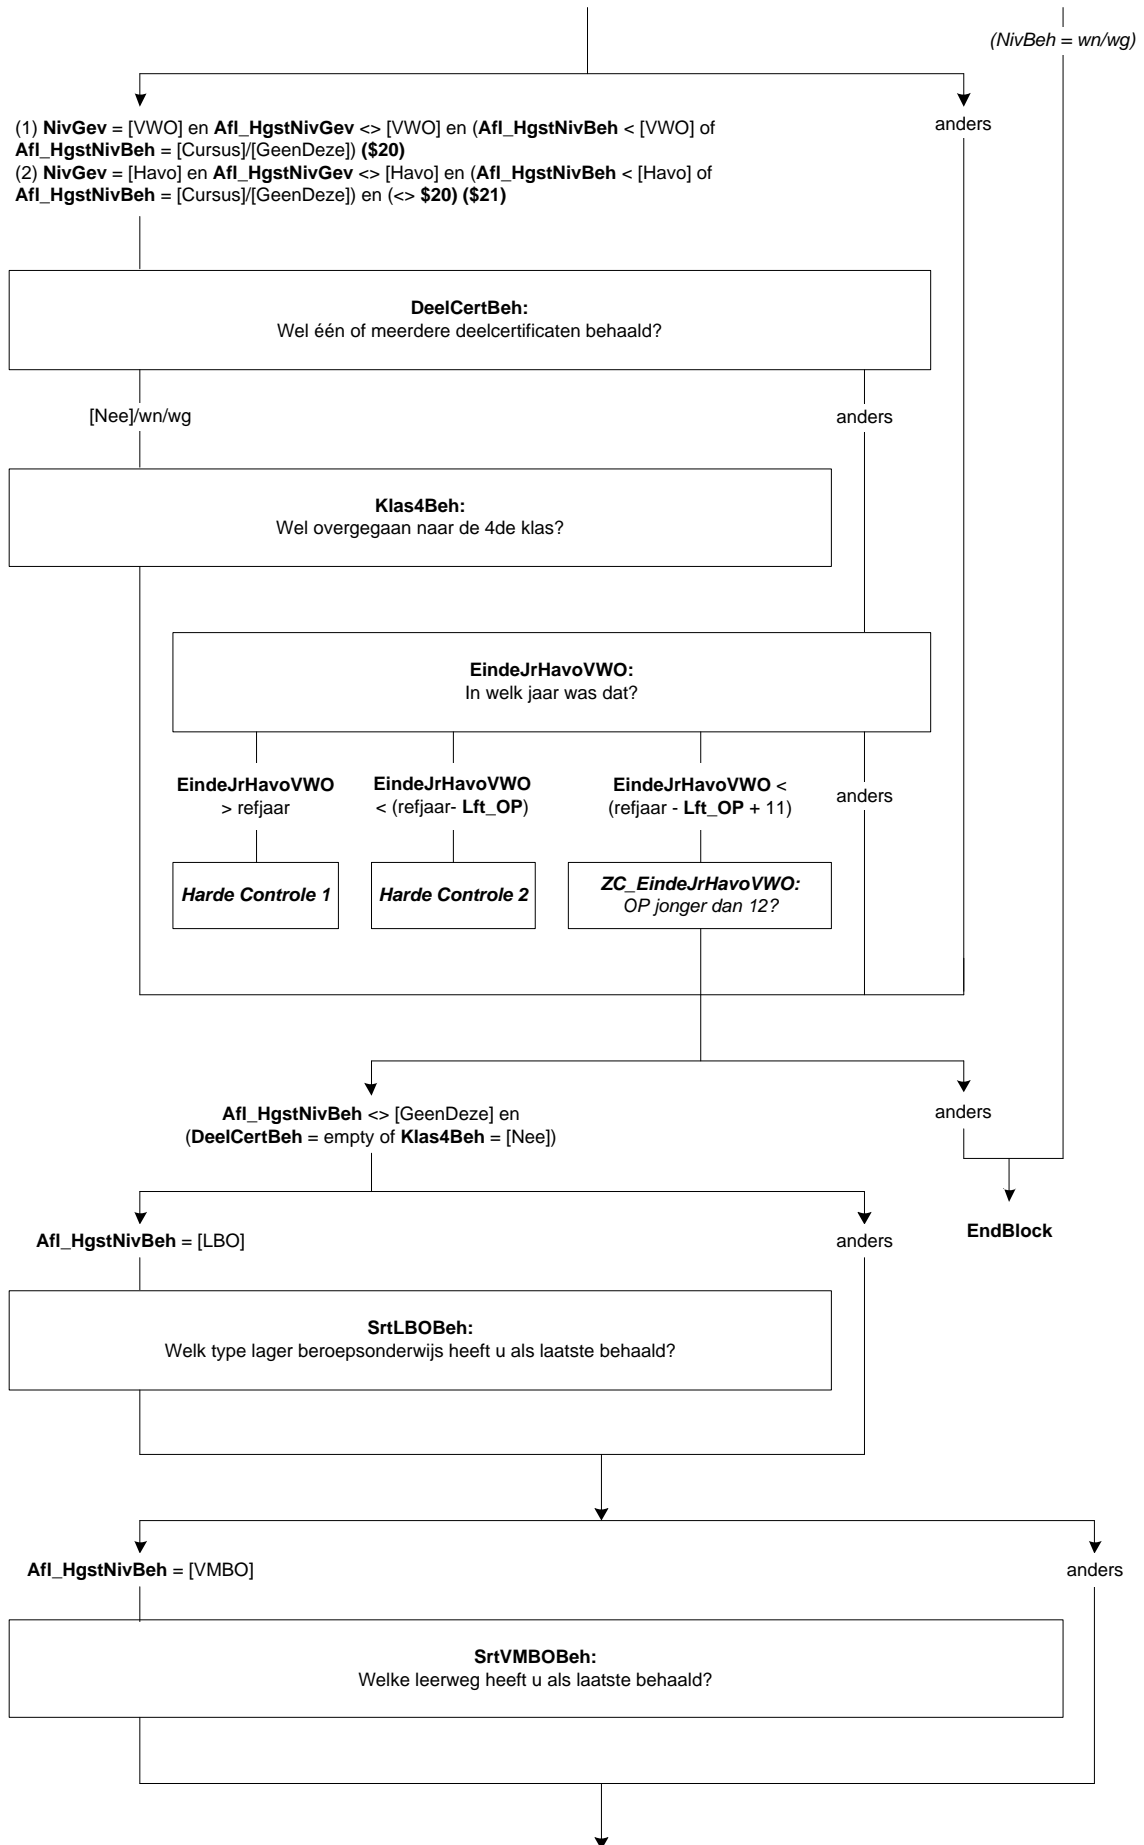 (NivBeh = wn/wg)
(1) NivGev = [VWO] en Afl_HgstNivGev <> [VWO] en (Afl_HgstNivBeh < [VWO] of
Afl_HgstNivBeh = [Cursus]/[GeenDeze]) ($20)
(2) NivGev = [Havo] en Afl_HgstNivGev <> [Havo] en (Afl_HgstNivBeh < [Havo] of
Afl_HgstNivBeh = [Cursus]/[GeenDeze]) en (<> $20) ($21)
anders
DeelCertBeh:
Wel één of meerdere deelcertificaten behaald?
[Nee]/wn/wg
anders
Klas4Beh:
Wel overgegaan naar de 4de klas?
EindeJrHavoVWO:
In welk jaar was dat?
EindeJrHavoVWO
> refjaar
EindeJrHavoVWO
< (refjaar- Lft_OP)
EindeJrHavoVWO <
(refjaar - Lft_OP + 11)
anders
Harde Controle 1
Harde Controle 2
ZC_EindeJrHavoVWO:
OP jonger dan 12?
Afl_HgstNivBeh <> [GeenDeze] en
(DeelCertBeh = empty of Klas4Beh = [Nee])
anders
EndBlock
Afl_HgstNivBeh = [LBO]
anders
SrtLBOBeh:
Welk type lager beroepsonderwijs heeft u als laatste behaald?
Afl_HgstNivBeh = [VMBO]
anders
SrtVMBOBeh:
Welke leerweg heeft u als laatste behaald?